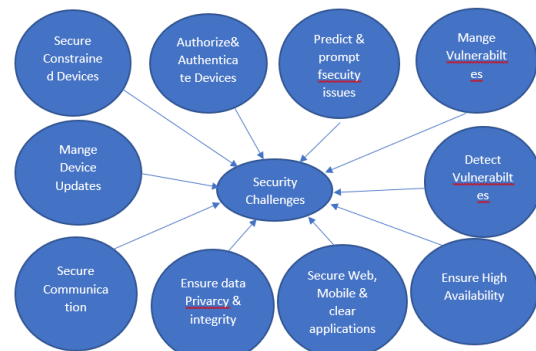 Secure
Constraine
d Devices
Authorize&
Authentica
te Devices
Predict &
prompt
fsecuity
issues
Mange
Vulnerabilt
es
Mange
Device
Updates
Security
Challenges
Detect
Vulnerabilt
es
Secure
Communica
tion
Ensure data
Privarcy &
integrity
Secure Web,
Mobile &
clear
applications
Ensure High
Availability